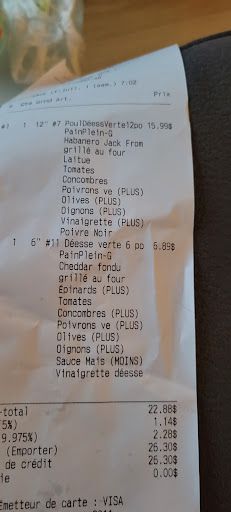 7:02
Prix
#1 1 12" #7 PoulDéessVerte12po 15.99$
PainPlein-G
Habanero Jack From
grillé au four
Laitue
Tomates
Concombres
Poivrons ve (PLUS)
Olives (PLUS)
Oignons (PLUS)
Vinaigrette (PLUS)
Poivre Noir
1 6" #11 Déesse verte 6 po 6.89$
PainPlein-G
Cheddar fondu
grillé au four
Épinards (PLUS)
Tomates
Concombres (PLUS)
Poivrons ve (PLUS)
Olives (PLUS)
Oignons (PLUS)
Sauce Mais (MOINS)
Vinaigrette déesse
-total 22.88$
5%) 1.14$
9.975%) 2.28$
(Emporter) 26.30$
de crédit 26.30$
ie 0.00$
Émetteur de carte : VISA